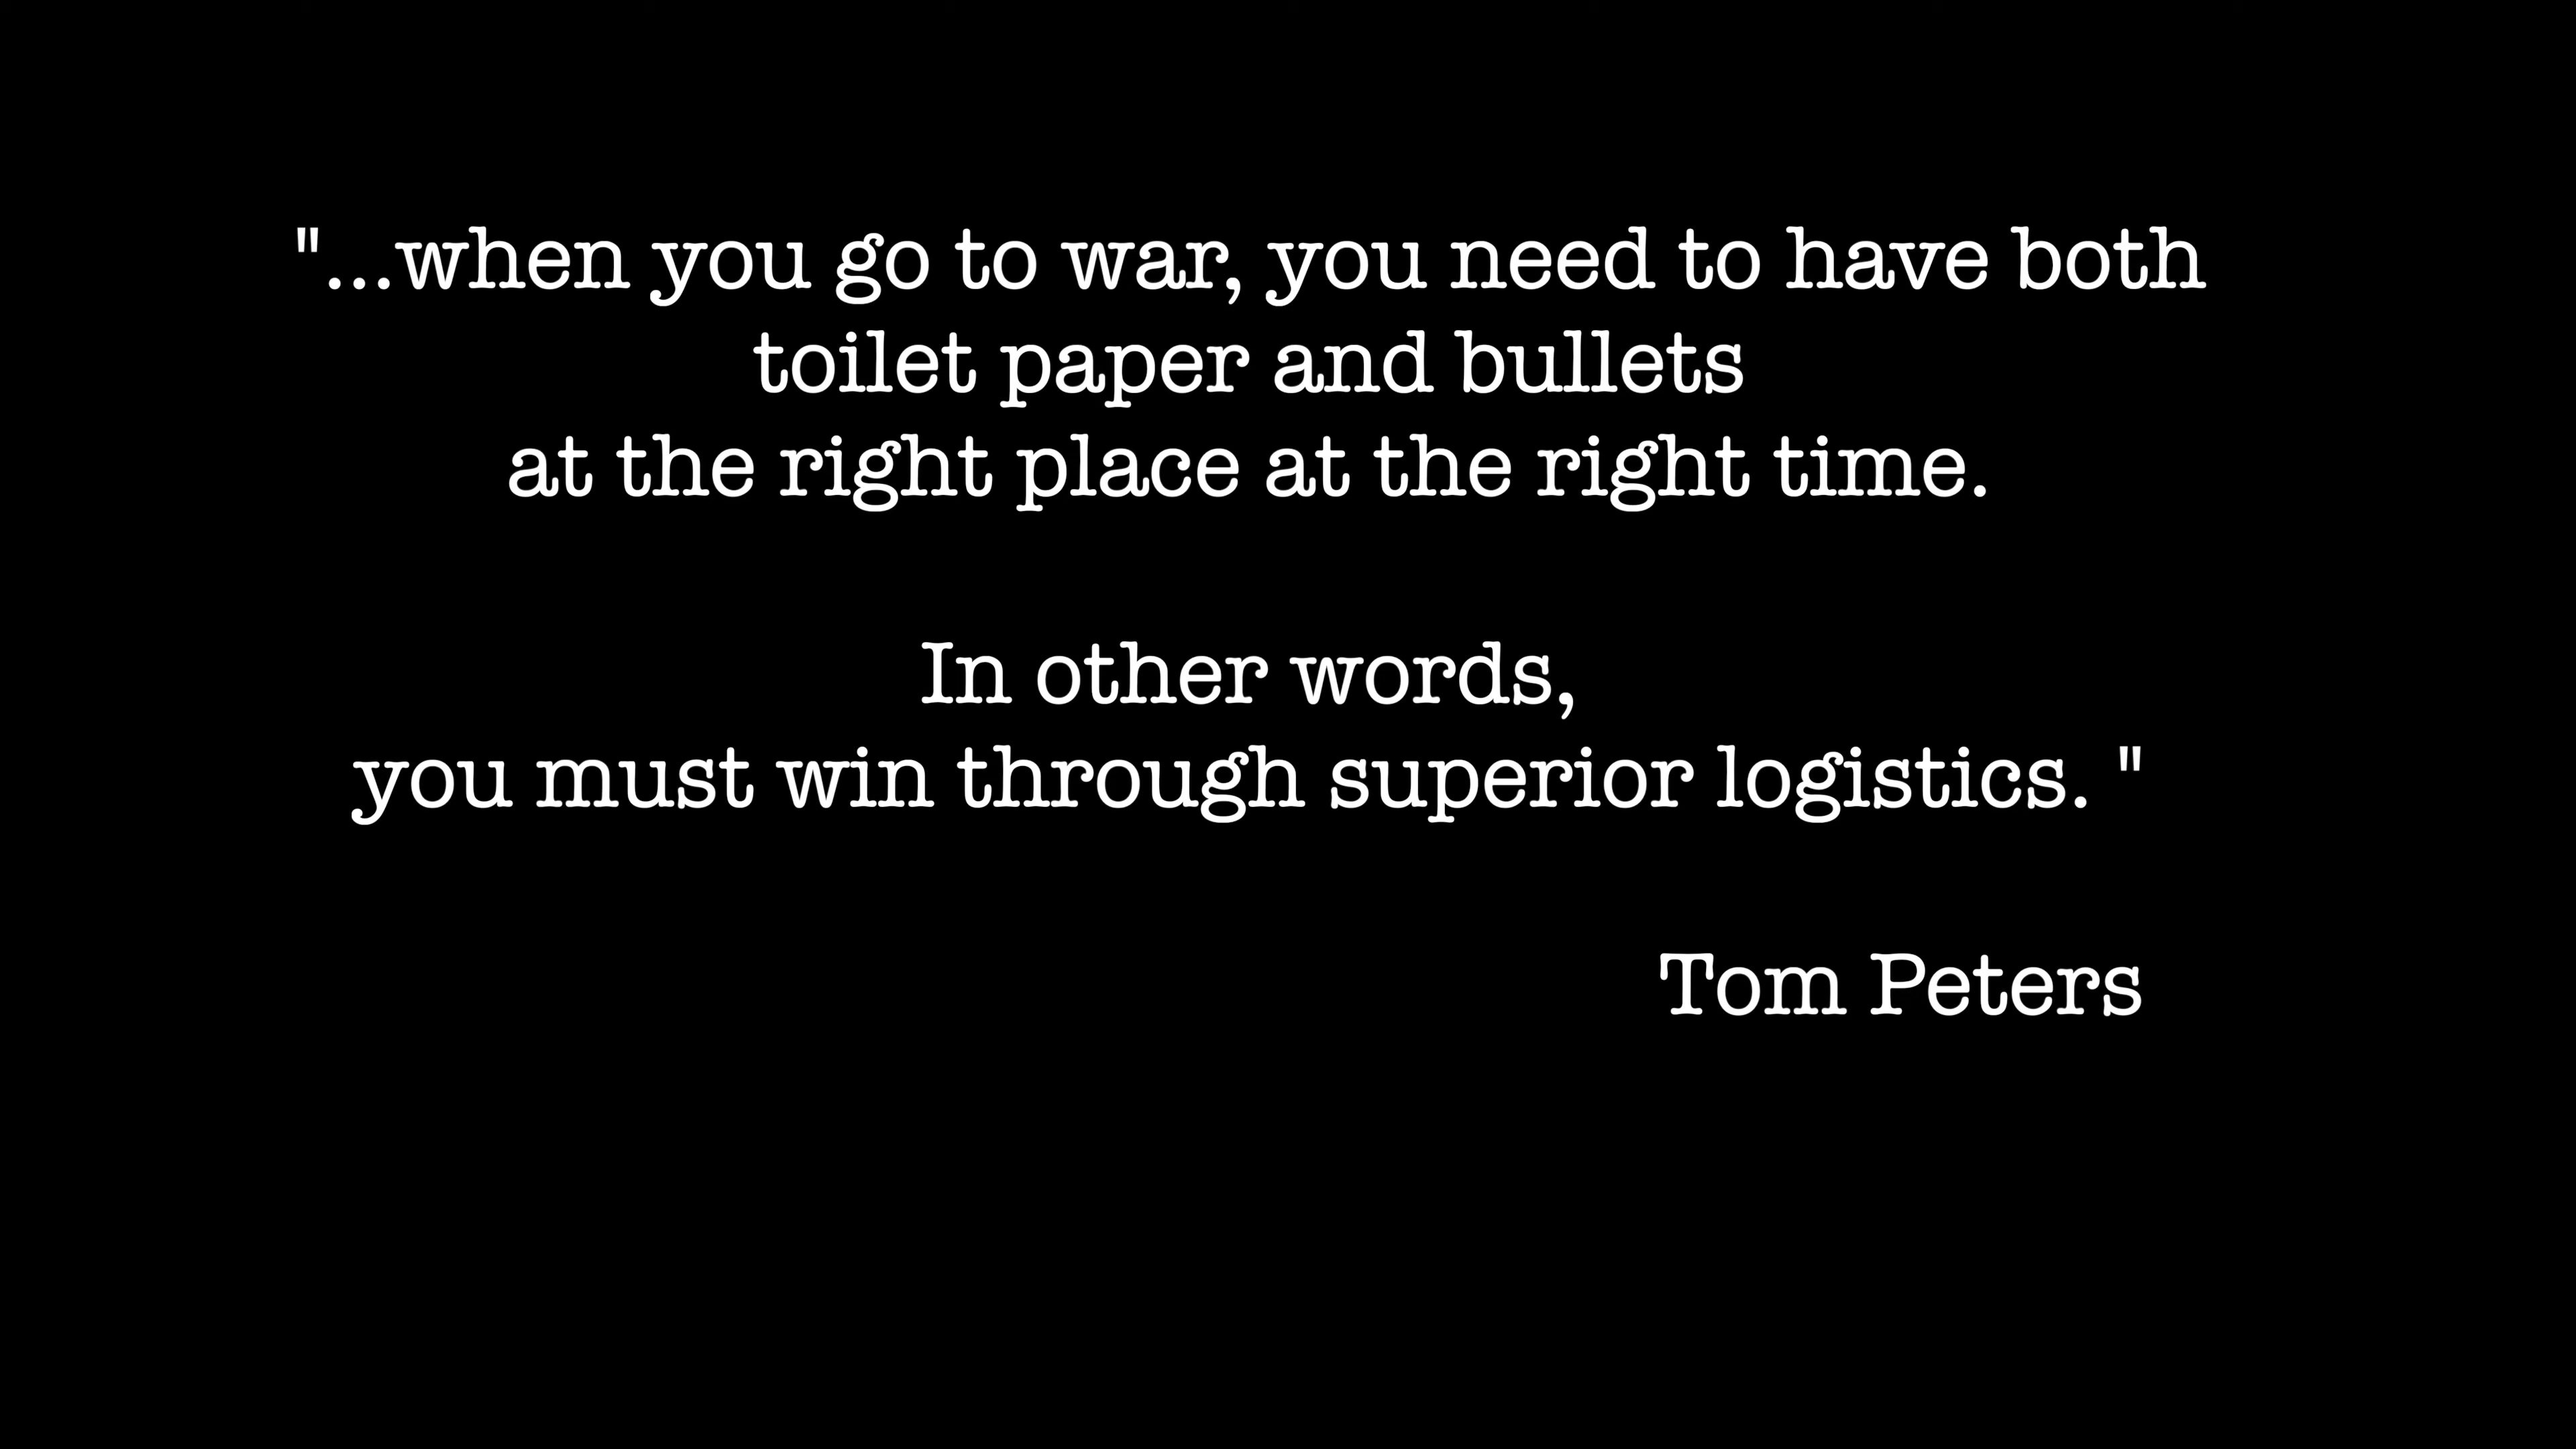 "...when you go to war, you need to have both
toilet paper and bullets
at the right place at the right time.
In other words,
you must win through superior logistics. "
Tom Peters